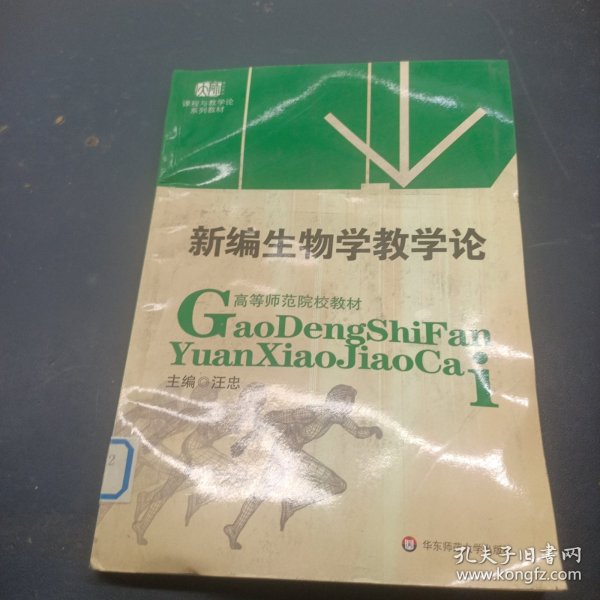 大师
课程与教学论
系列教材
新编生物学教学论
高等师范院校教材
GaoDengShiFan
YuanXiaoJiaoCai
主编◎汪忠
2
华东师范大学出版社
孔夫子旧书网
www.kongfz.com